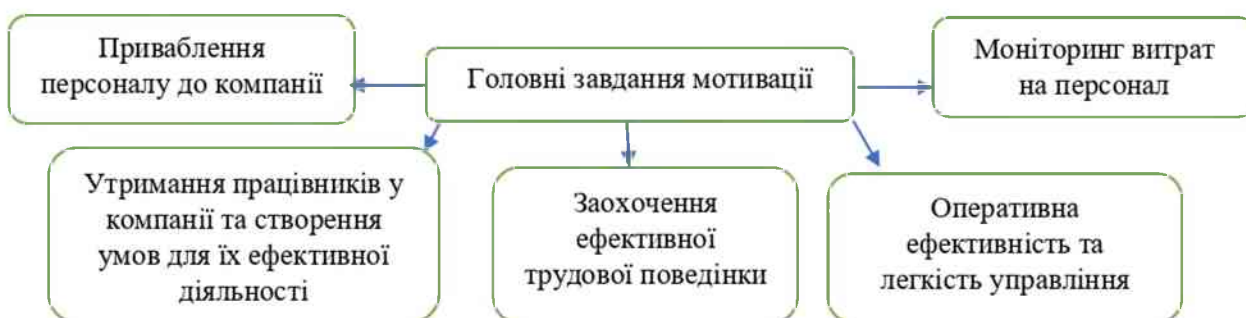 Приваблення
персоналу до компанії
Головні завдання мотивації
Моніторинг витрат
на персонал
Утримання працівників у
компанії та створення
умов для їх ефективної
діяльності
Заохочення
ефективної
трудової поведінки
Оперативна
ефективність та
легкість управління